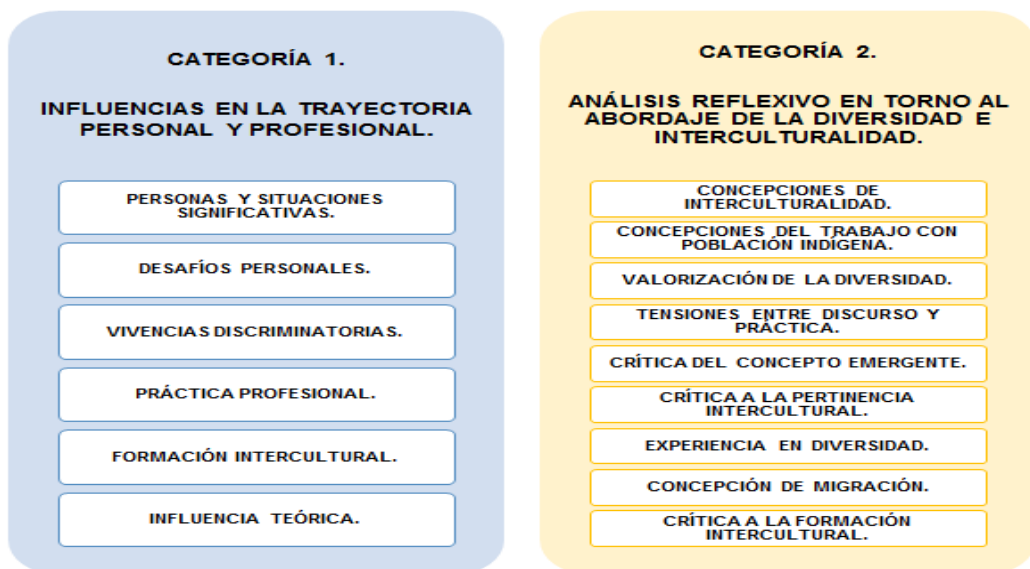 CATEGORÍA 1.
INFLUENCIAS EN LA TRAYECTORIA
PERSONAL Y PROFESIONAL.
PERSONAS Y SITUACIONES
SIGNIFICATIVAS.
DESAFÍOS PERSONALES.
VIVENCIAS DISCRIMINATORIAS.
PRÁCTICA PROFESIONAL.
FORMACIÓN INTERCULTURAL.
INFLUENCIA TEÓRICA.
CATEGORÍA 2.
ANÁLISIS REFLEXIVO EN TORNO AL
ABORDAJE DE LA DIVERSIDAD E
INTERCULTURALIDAD.
CONCEPCIONES DE
INTERCULTURALIDAD.
CONCEPCIONES DEL TRABAJO CON
POBLACIÓN INDÍGENA.
VALORIZACIÓN DE LA DIVERSIDAD.
TENSIONES ENTRE DISCURSO Y
PRÁCTICA.
CRÍTICA DEL CONCEPTO EMERGENTE.
CRÍTICA A LA PERTINENCIA
INTERCULTURAL.
EXPERIENCIA EN DIVERSIDAD.
CONCEPCIÓN DE MIGRACIÓN.
CRÍTICA A LA FORMACIÓN
INTERCULTURAL.